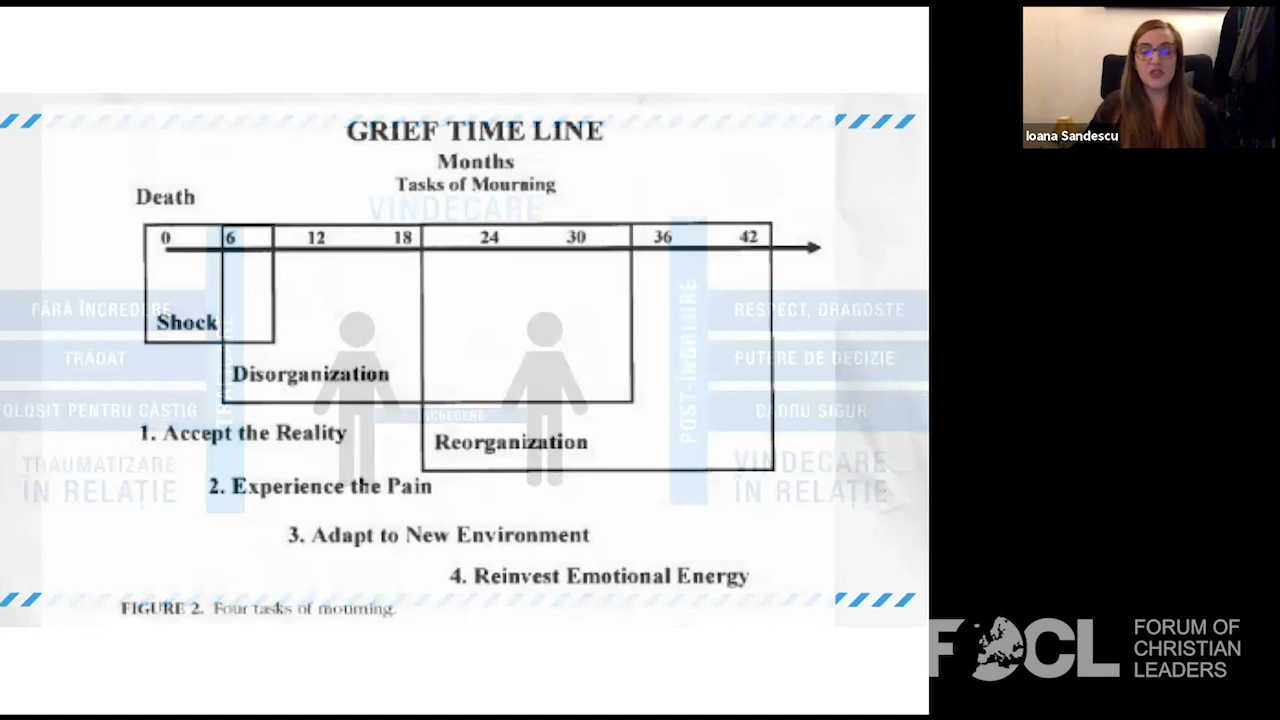 GRIEF TIME LINE
Months
Tasks of Mourning
VINDECARE
Death
0 6 12 18 24 30 36 42
FĂRĂ ÎNCREDERE
Shock
RESPECT, DRAGOSTE
TRĂDAT
PUTERE DE DECIZIE
Disorganization
CADRU SIGUR
OLOSIT PENTRU CÂȘTIG
POST-ÎNGRIJIRE
1. Accept the Reality
Reorganization
TRAUMATIZARE
ÎN RELAȚIE
VINDECARE
ÎN RELAȚIE
2. Experience the Pain
3. Adapt to New Environment
4. Reinvest Emotional Energy
FIGURE 2. Four tasks of mourning.
Ioana Sandescu
FOCL
FORUM OF
CHRISTIAN
LEADERS